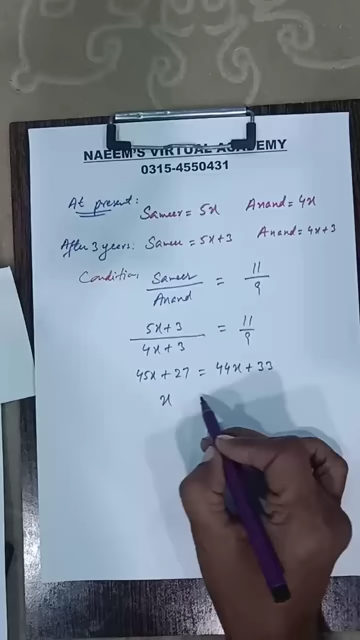 NAEEM'S VIRTUAL ACADEMY
0315-4550431
At present: Sameer = 5x Anand = 4x
After 3 years: Sameer = 5x+3 Anand = 4x+3
Condition: Sameer/Anand = 11/9
5x+3/4x+3 = 11/9
45x + 27 = 44x + 33
x